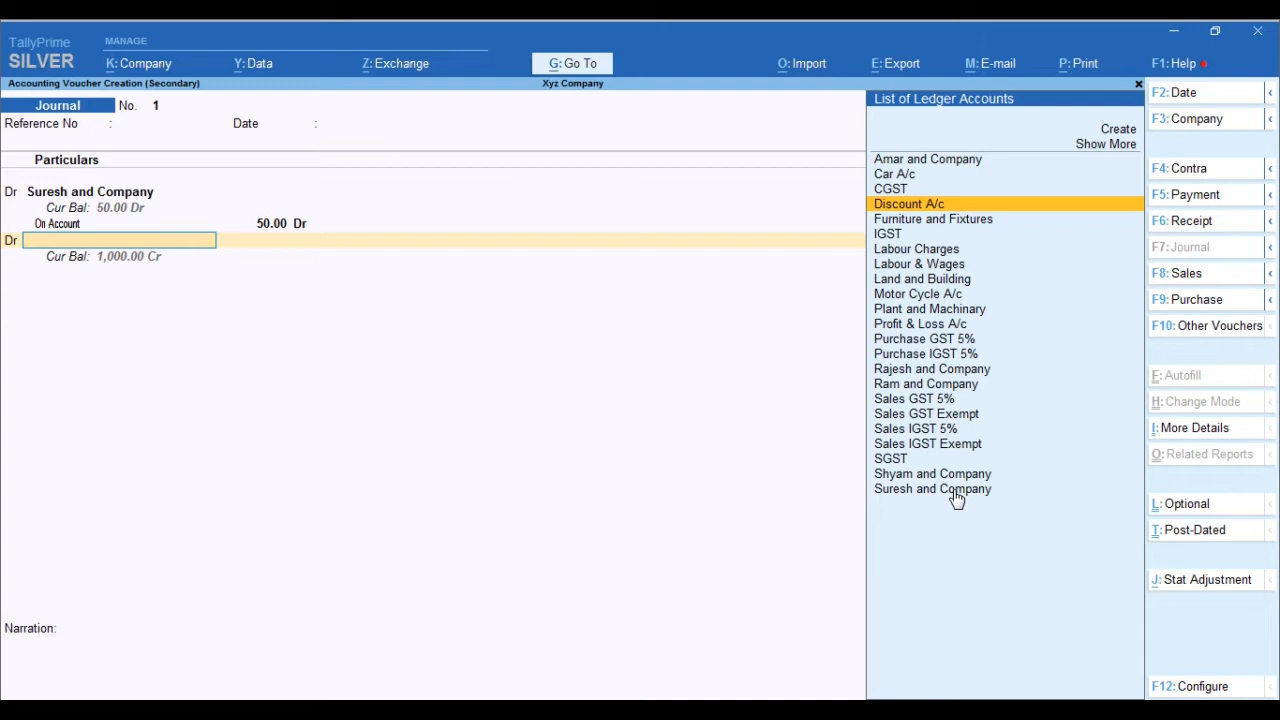 TallyPrime
SILVER
MANAGE
K: Company
Y: Data
Z: Exchange
G: Go To
O: Import
E: Export
M: E-mail
P: Print
F1: Help
Accounting Voucher Creation (Secondary)
Xyz Company
Journal No. 1
Reference No :
Date :
Particulars
Dr Suresh and Company
Cur Bal: 50.00 Dr
On Account 50.00 Dr
Dr
Cur Bal: 1,000.00 Cr
Narration:
List of Ledger Accounts
Create
Show More
Amar and Company
Car A/c
CGST
Discount A/c
Furniture and Fixtures
IGST
Labour Charges
Labour & Wages
Land and Building
Motor Cycle A/c
Plant and Machinary
Profit & Loss A/c
Purchase GST 5%
Purchase IGST 5%
Rajesh and Company
Ram and Company
Sales GST 5%
Sales GST Exempt
Sales IGST 5%
Sales IGST Exempt
SGST
Shyam and Company
Suresh and Company
F2: Date
F3: Company
F4: Contra
F5: Payment
F6: Receipt
F7: Journal
F8: Sales
F9: Purchase
F10: Other Vouchers
F: Autofill
H: Change Mode
I: More Details
O: Related Reports
L: Optional
T: Post-Dated
J: Stat Adjustment
F12: Configure